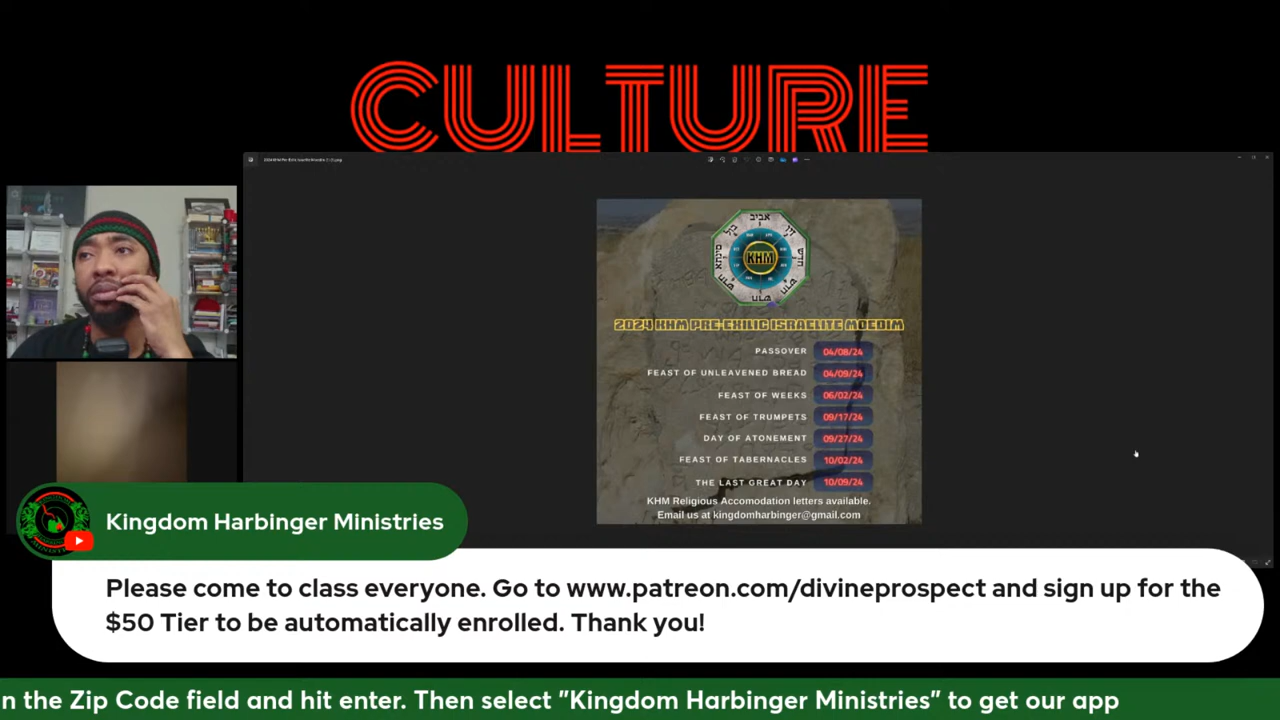 CULTURE
KHM
2024 KHM PRE-EXILIC ISRAELITE MOEDIM
PASSOVER 04/08/24
FEAST OF UNLEAVENED BREAD 04/09/24
FEAST OF WEEKS 06/02/24
FEAST OF TRUMPETS 09/17/24
DAY OF ATONEMENT 09/27/24
FEAST OF TABERNACLES 10/02/24
THE LAST GREAT DAY 10/09/24
KHM Religious Accomodation letters available.
Email us at kingdomharbinger@gmail.com
Kingdom Harbinger Ministries
Please come to class everyone. Go to www.patreon.com/divineprospect and sign up for the
$50 Tier to be automatically enrolled. Thank you!
n the Zip Code field and hit enter. Then select "Kingdom Harbinger Ministries" to get our app